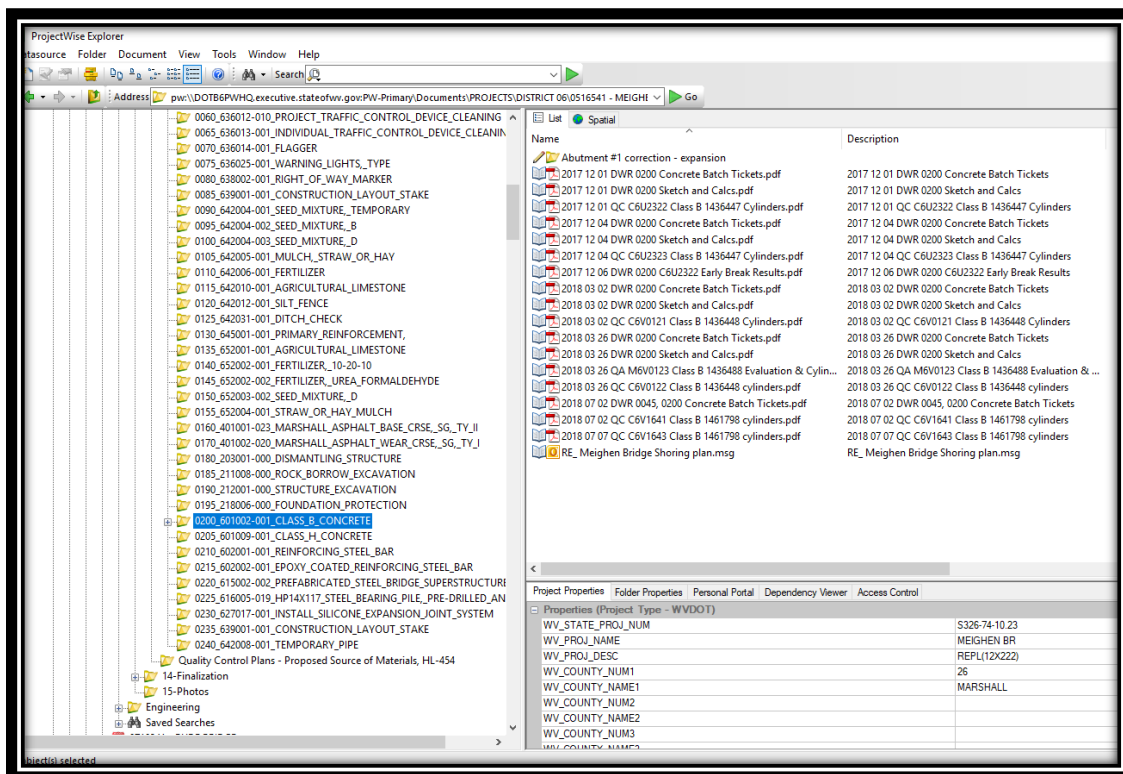 ProjectWise Explorer
atasource Folder Document View Tools Window Help
Search
Address pw:\\DOTB6PWHQ.executive.stateofwv.gov:PW-Primary\Documents\PROJECTS\DISTRICT 06\0516541 - MEIGHE Go
0060_636012-010_PROJECT_TRAFFIC_CONTROL_DEVICE_CLEANING
0065_636013-001_INDIVIDUAL_TRAFFIC_CONTROL_DEVICE_CLEANIN
0070_636014-001_FLAGGER
0075_636025-001_WARNING_LIGHTS,_TYPE
0080_638002-001_RIGHT_OF_WAY_MARKER
0085_639001-001_CONSTRUCTION_LAYOUT_STAKE
0090_642004-001_SEED_MIXTURE,_TEMPORARY
0095_642004-002_SEED_MIXTURE,_B
0100_642004-003_SEED_MIXTURE,_D
0105_642005-001_MULCH,_STRAW_OR_HAY
0110_642006-001_FERTILIZER
0115_642010-001_AGRICULTURAL_LIMESTONE
0120_642012-001_SILT_FENCE
0125_642031-001_DITCH_CHECK
0130_645001-001_PRIMARY_REINFORCEMENT,
0135_652001-001_AGRICULTURAL_LIMESTONE
0140_652002-001_FERTILIZER,_10-20-10
0145_652002-002_FERTILIZER,_UREA_FORMALDEHYDE
0150_652003-002_SEED_MIXTURE,_D
0155_652004-001_STRAW_OR_HAY_MULCH
0160_401001-023_MARSHALL_ASPHALT_BASE_CRSE,_SG,_TY_II
0170_401002-020_MARSHALL_ASPHALT_WEAR_CRSE,_SG,_TY_I
0180_203001-000_DISMANTLING_STRUCTURE
0185_211008-000_ROCK_BORROW_EXCAVATION
0190_212001-000_STRUCTURE_EXCAVATION
0195_218006-000_FOUNDATION_PROTECTION
0200_601002-001_CLASS_B_CONCRETE
0205_601009-001_CLASS_H_CONCRETE
0210_602001-001_REINFORCING_STEEL_BAR
0215_602002-001_EPOXY_COATED_REINFORCING_STEEL_BAR
0220_615002-002_PREFABRICATED_STEEL_BRIDGE_SUPERSTRUCTURE
0225_616005-019_HP14X117_STEEL_BEARING_PILE,_PRE-DRILLED_AN
0230_627017-001_INSTALL_SILICONE_EXPANSION_JOINT_SYSTEM
0235_639001-001_CONSTRUCTION_LAYOUT_STAKE
0240_642008-001_TEMPORARY_PIPE
Quality Control Plans - Proposed Source of Materials, HL-454
14-Finalization
15-Photos
Engineering
Saved Searches
bject(s) selected
List Spatial
Name Description
Abutment #1 correction - expansion
2017 12 01 DWR 0200 Concrete Batch Tickets.pdf 2017 12 01 DWR 0200 Concrete Batch Tickets
2017 12 01 DWR 0200 Sketch and Calcs.pdf 2017 12 01 DWR 0200 Sketch and Calcs
2017 12 01 QC C6U2322 Class B 1436447 Cylinders.pdf 2017 12 01 QC C6U2322 Class B 1436447 Cylinders
2017 12 04 DWR 0200 Concrete Batch Tickets.pdf 2017 12 04 DWR 0200 Concrete Batch Tickets
2017 12 04 DWR 0200 Sketch and Calcs.pdf 2017 12 04 DWR 0200 Sketch and Calcs
2017 12 04 QC C6U2323 Class B 1436447 Cylinders.pdf 2017 12 04 QC C6U2323 Class B 1436447 Cylinders
2017 12 06 DWR 0200 C6U2322 Early Break Results.pdf 2017 12 06 DWR 0200 C6U2322 Early Break Results
2018 03 02 DWR 0200 Concrete Batch Tickets.pdf 2018 03 02 DWR 0200 Concrete Batch Tickets
2018 03 02 DWR 0200 Sketch and Calcs.pdf 2018 03 02 DWR 0200 Sketch and Calcs
2018 03 02 QC C6V0121 Class B 1436448 Cylinders.pdf 2018 03 02 QC C6V0121 Class B 1436448 Cylinders
2018 03 26 DWR 0200 Concrete Batch Tickets.pdf 2018 03 26 DWR 0200 Concrete Batch Tickets
2018 03 26 DWR 0200 Sketch and Calcs.pdf 2018 03 26 DWR 0200 Sketch and Calcs
2018 03 26 QA M6V0123 Class B 1436488 Evaluation & Cylin... 2018 03 26 QA M6V0123 Class B 1436488 Evaluation & ...
2018 03 26 QC C6V0122 Class B 1436488 cylinders.pdf 2018 03 26 QC C6V0122 Class B 1436488 cylinders
2018 07 02 DWR 0045, 0200 Concrete Batch Tickets.pdf 2018 07 02 DWR 0045, 0200 Concrete Batch Tickets
2018 07 02 QC C6V1641 Class B 1461798 cylinders.pdf 2018 07 02 QC C6V1641 Class B 1461798 cylinders
2018 07 07 QC C6V1643 Class B 1461798 cylinders.pdf 2018 07 07 QC C6V1643 Class B 1461798 cylinders
RE_ Meighen Bridge Shoring plan.msg RE_ Meighen Bridge Shoring plan.msg
Project Properties Folder Properties Personal Portal Dependency Viewer Access Control
Properties (Project Type - WVDOT)
WV_STATE_PROJ_NUM S326-74-10.23
WV_PROJ_NAME MEIGHEN BR
WV_PROJ_DESC REPL(12X222)
WV_COUNTY_NUM1 26
WV_COUNTY_NAME1 MARSHALL
WV_COUNTY_NUM2
WV_COUNTY_NAME2
WV_COUNTY_NUM3